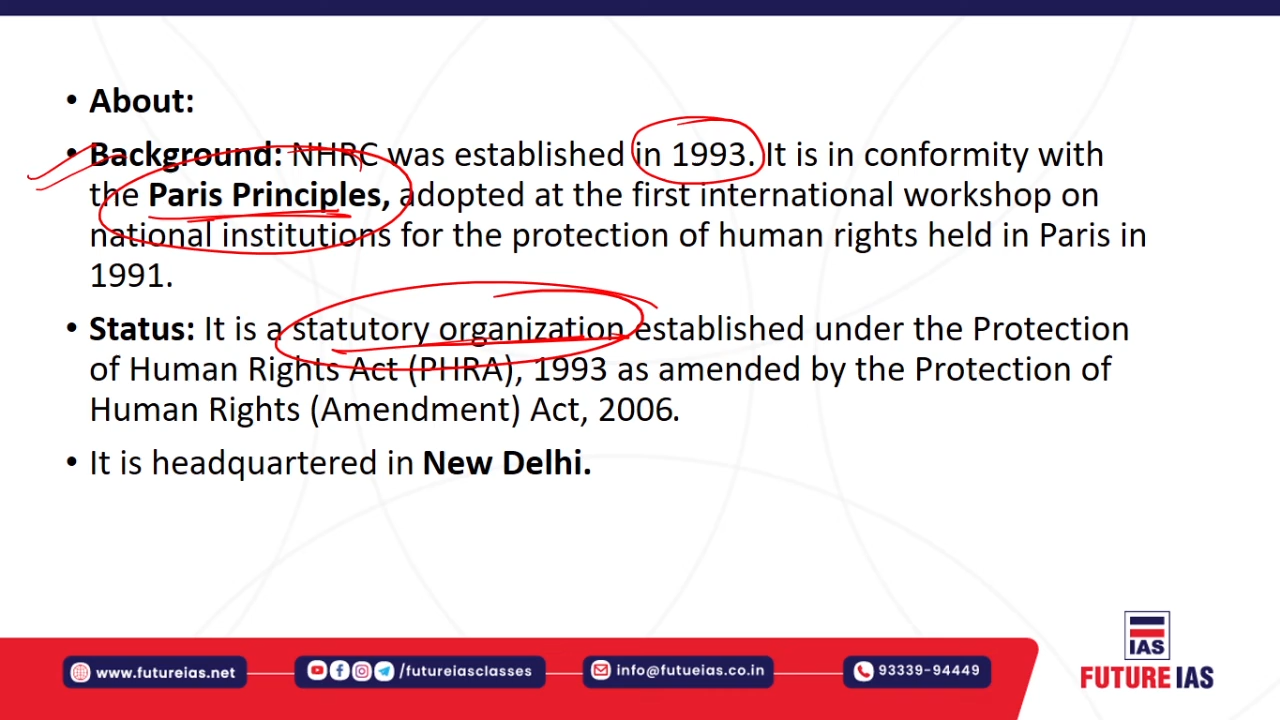 • About:
• Background: NHRC was established in 1993. It is in conformity with
the Paris Principles, adopted at the first international workshop on
national institutions for the protection of human rights held in Paris in
1991.
• Status: It is a statutory organization established under the Protection
of Human Rights Act (PHRA), 1993 as amended by the Protection of
Human Rights (Amendment) Act, 2006.
• It is headquartered in New Delhi.
IAS
FUTURE IAS
www.futureias.net
/futureiasclasses
info@futueias.co.in
93339-94449